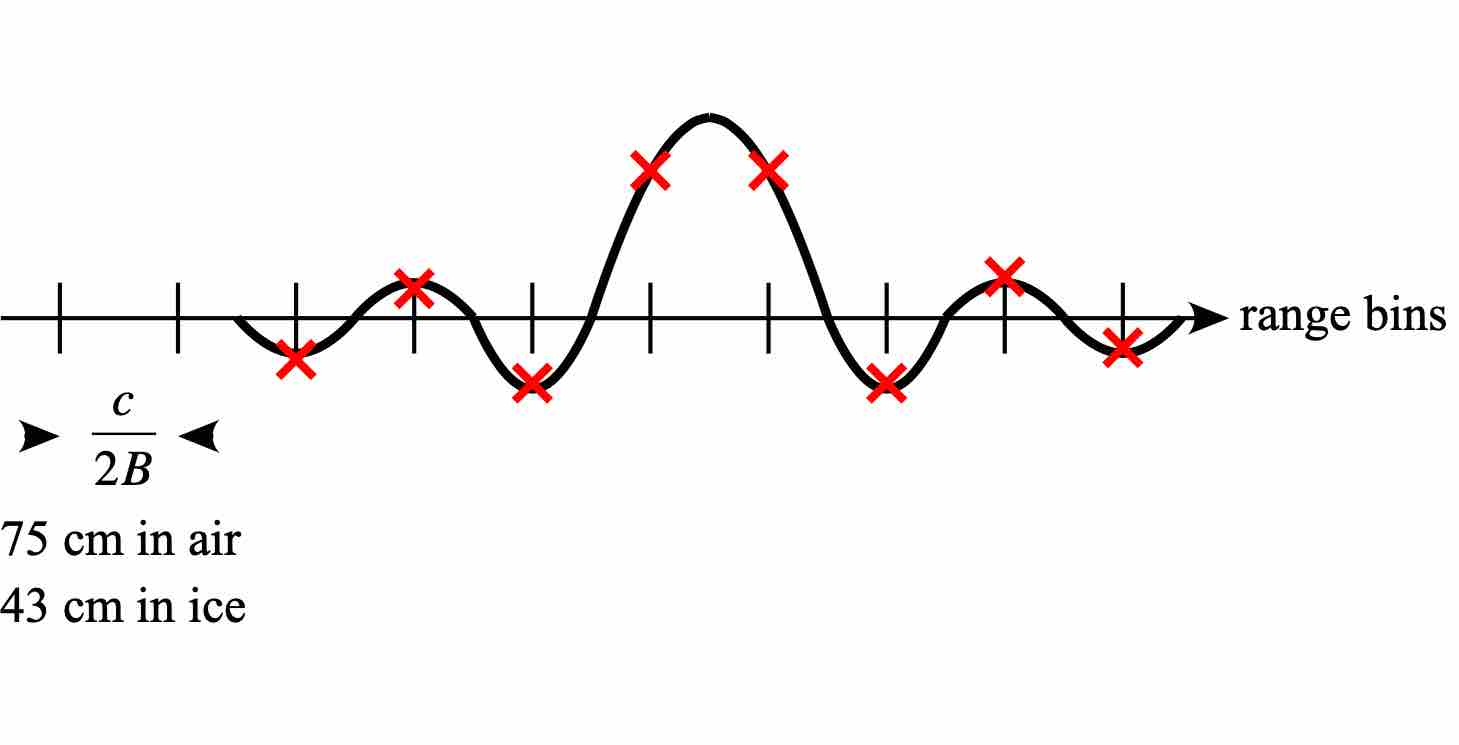 range bins
c
2B
75 cm in air
43 cm in ice